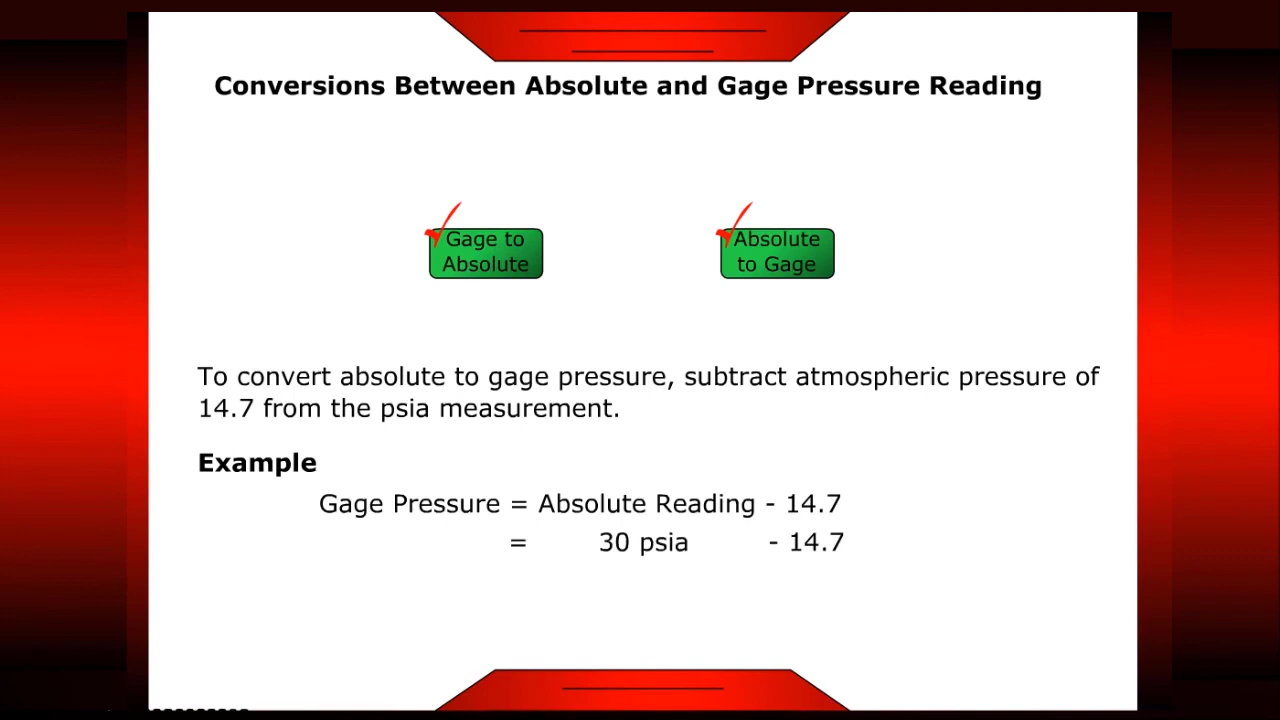 Conversions Between Absolute and Gage Pressure Reading
Gage to
Absolute
Absolute
to Gage
To convert absolute to gage pressure, subtract atmospheric pressure of
14.7 from the psia measurement.
Example
Gage Pressure = Absolute Reading - 14.7
= 30 psia - 14.7